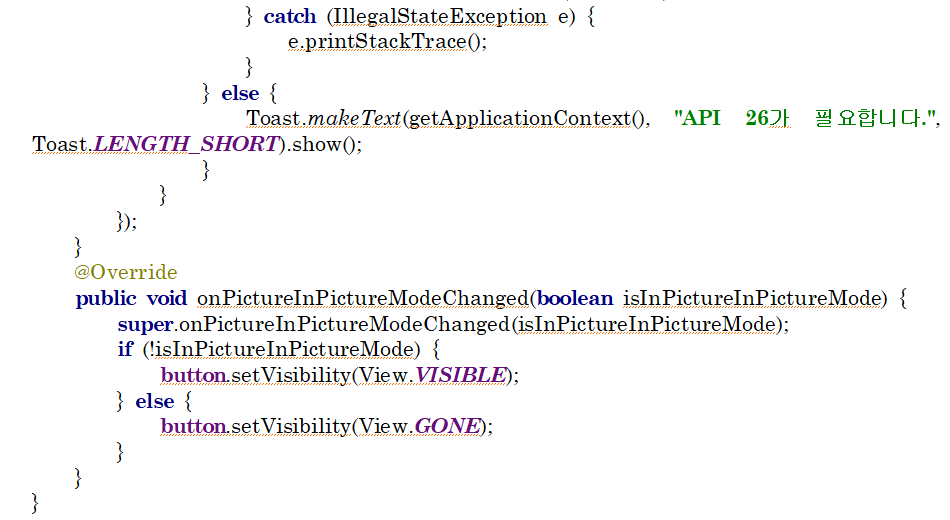 } catch (IllegalStateException e) {
e.printStackTrace();
}
} else {
Toast.makeText(getApplicationContext(), "API 26가 필요합니다.",
Toast.LENGTH_SHORT).show();
}
}
});
}
@Override
public void onPictureInPictureModeChanged(boolean isInPictureInPictureMode) {
super.onPictureInPictureModeChanged(isInPictureInPictureMode);
if (!isInPictureInPictureMode) {
button.setVisibility(View.VISIBLE);
} else {
button.setVisibility(View.GONE);
}
}
}